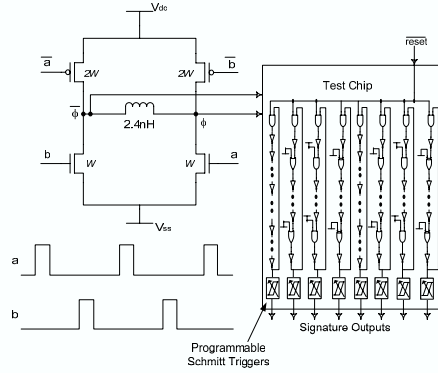 Vdc
a
b
2W
2W
reset
Test Chip
φ
2.4nH
φ
b
W
W
a
Vss
a
b
Signature Outputs
Programmable
Schmitt Triggers